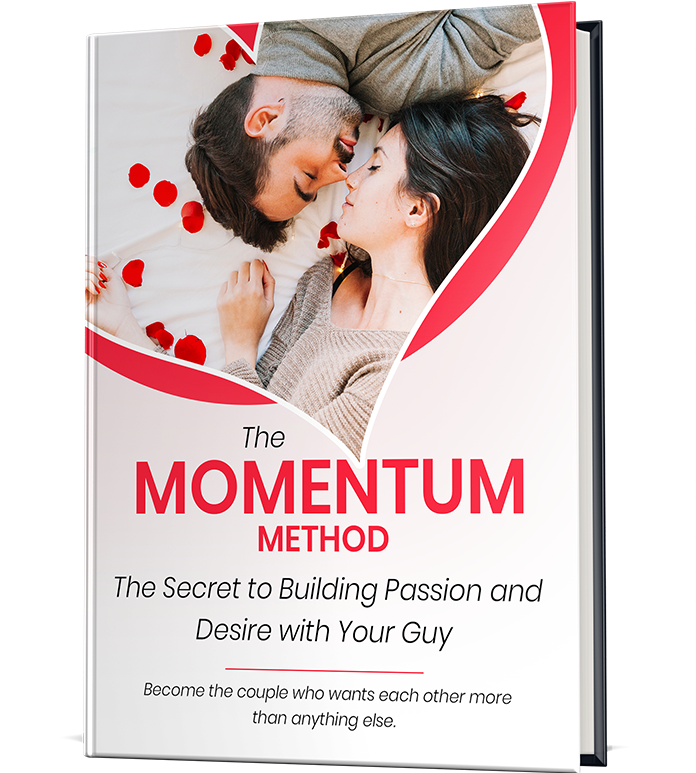 The
MOMENTUM
METHOD
The Secret to Building Passion and
Desire with Your Guy
Become the couple who wants each other more
than anything else.